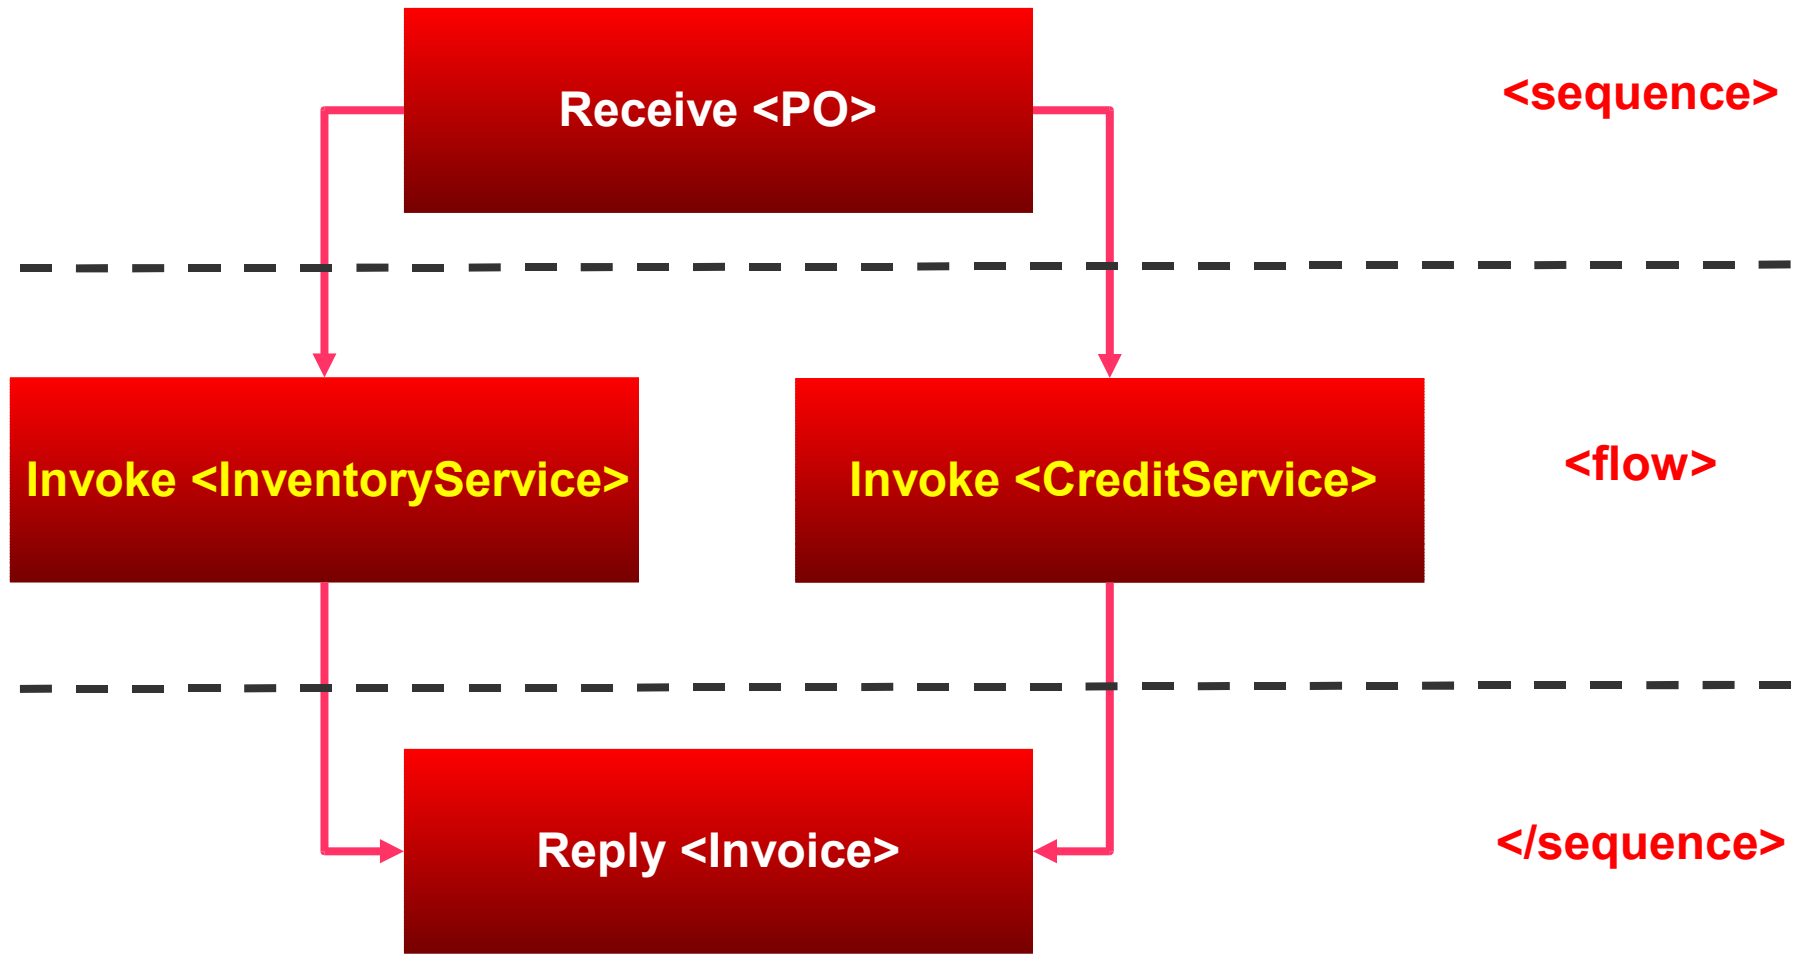 Receive <PO>
<sequence>
Invoke <InventoryService>
Invoke <CreditService>
<flow>
Reply <Invoice>
</sequence>